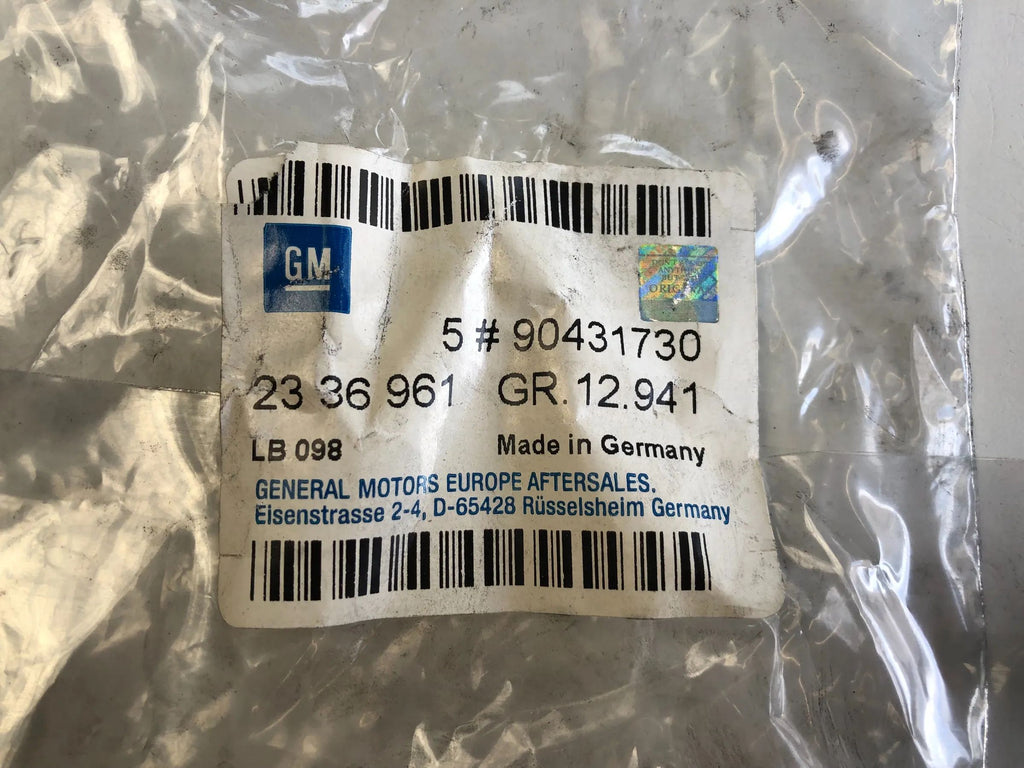 GM
ORIG
5 # 90431730
23 36 961 GR. 12.941
LB 098 Made in Germany
GENERAL MOTORS EUROPE AFTERSALES.
Eisenstrasse 2-4, D-65428 Rüsselsheim Germany